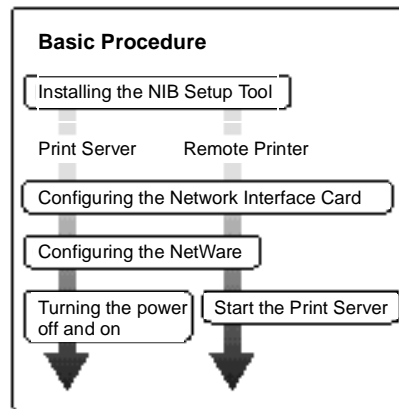 Basic Procedure
Installing the NIB Setup Tool
Print Server
Remote Printer
Configuring the Network Interface Card
Configuring the NetWare
Turning the power
off and on
Start the Print Server